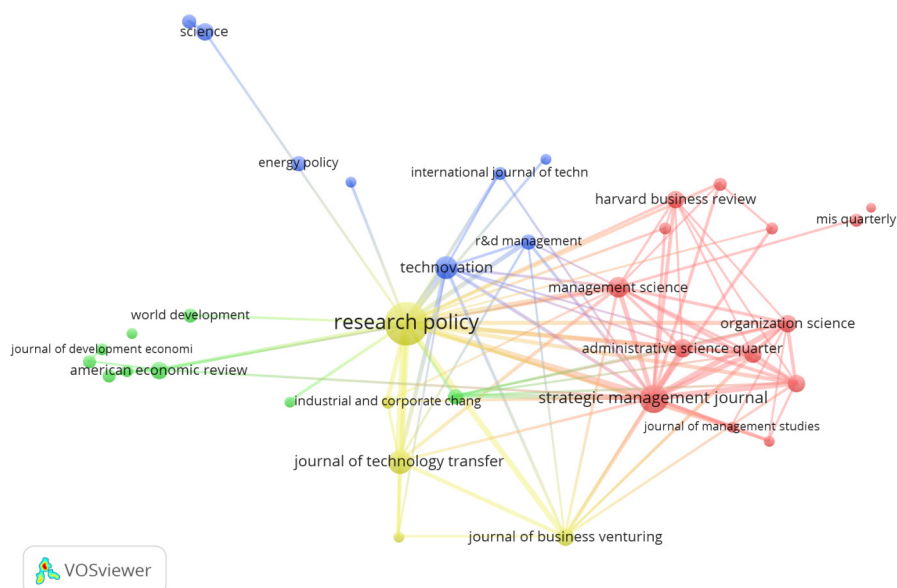 science
energy policy
international journal of techn
harvard business review
mis quarterly
r&d management
technovation
management science
world development
research policy
organization science
journal of development economi
administrative science quarter
american economic review
industrial and corporate chang
strategic management journal
journal of management studies
journal of technology transfer
journal of business venturing
VOSviewer